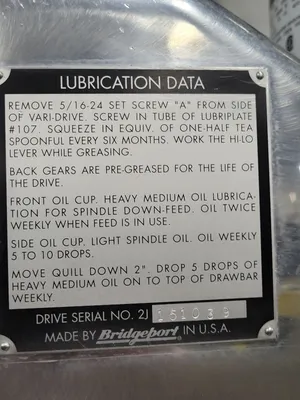 LUBRICATION DATA
REMOVE 5/16-24 SET SCREW "A" FROM SIDE
OF VARI-DRIVE. SCREW IN TUBE OF LUBRIPLATE
#107. SQUEEZE IN EQUIV. OF ONE-HALF TEA
SPOONFUL EVERY SIX MONTHS. WORK THE HI-LO
LEVER WHILE GREASING.
BACK GEARS ARE PRE-GREASED FOR THE LIFE OF
THE DRIVE.
FRONT OIL CUP. HEAVY MEDIUM OIL LUBRICA-
TION FOR SPINDLE DOWN-FEED. OIL TWICE
WEEKLY WHEN FEED IS IN USE.
SIDE OIL CUP. LIGHT SPINDLE OIL. OIL WEEKLY
5 TO 10 DROPS.
MOVE QUILL DOWN 2". DROP 5 DROPS OF
HEAVY MEDIUM OIL ON TO TOP OF DRAWBAR
WEEKLY.
DRIVE SERIAL NO. 2J 151039
MADE BY Bridgeport® IN U.S.A.